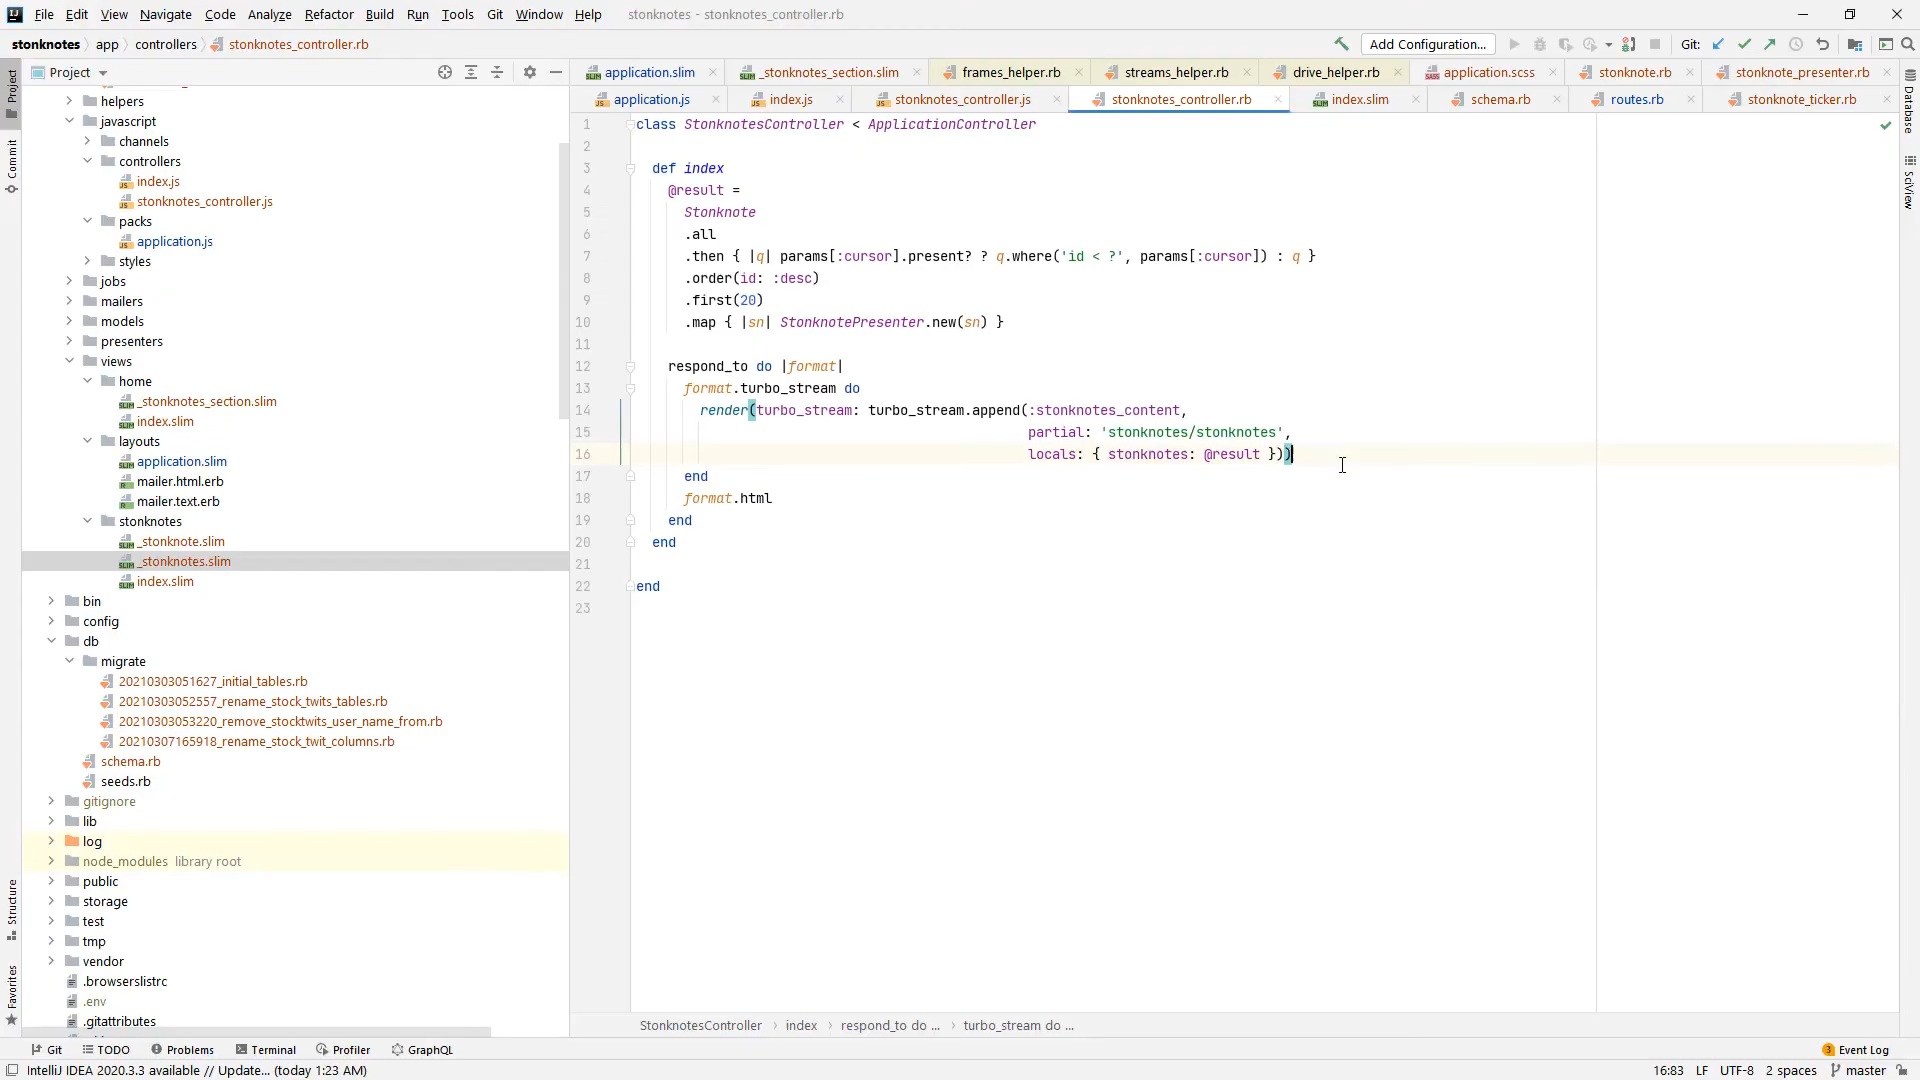 File Edit View Navigate Code Analyze Refactor Build Run Tools Git Window Help stonknotes - stonknotes_controller.rb
stonknotes app controllers stonknotes_controller.rb Add Configuration... Git:
Project
application.slim _stonknotes_section.slim frames_helper.rb streams_helper.rb drive_helper.rb application.scss stonknote.rb stonknote_presenter.rb
application.js index.js stonknotes_controller.js stonknotes_controller.rb index.slim schema.rb routes.rb stonknote_ticker.rb
Project
Commit
Structure
Favorites
Database
SciView
helpers
javascript
channels
controllers
index.js
stonknotes_controller.js
packs
application.js
styles
jobs
mailers
models
presenters
views
home
_stonknotes_section.slim
index.slim
layouts
application.slim
mailer.html.erb
mailer.text.erb
stonknotes
_stonknote.slim
_stonknotes.slim
index.slim
bin
config
db
migrate
20210303051627_initial_tables.rb
20210303052557_rename_stock_twits_tables.rb
20210303053220_remove_stocktwits_user_name_from.rb
20210307165918_rename_stock_twit_columns.rb
schema.rb
seeds.rb
gitignore
lib
log
node_modules library root
public
storage
test
tmp
vendor
.browserslistrc
.env
.gitattributes
1 class StonknotesController < ApplicationController
2
3 def index
4 @result =
5 Stonknote
6 .all
7 .then { |q| params[:cursor].present? ? q.where('id < ?', params[:cursor]) : q }
8 .order(id: :desc)
9 .first(20)
10 .map { |sn| StonknotePresenter.new(sn) }
11
12 respond_to do |format|
13 format.turbo_stream do
14 render(turbo_stream: turbo_stream.append(:stonknotes_content,
15 partial: 'stonknotes/stonknotes',
16 locals: { stonknotes: @result }))
17 end
18 format.html
19 end
20 end
21
22 end
23
StonknotesController index respond_to do ... turbo_stream do ...
Git TODO Problems Terminal Profiler GraphQL 3 Event Log
IntelliJ IDEA 2020.3.3 available // Update... (today 1:23 AM) 16:83 LF UTF-8 2 spaces master